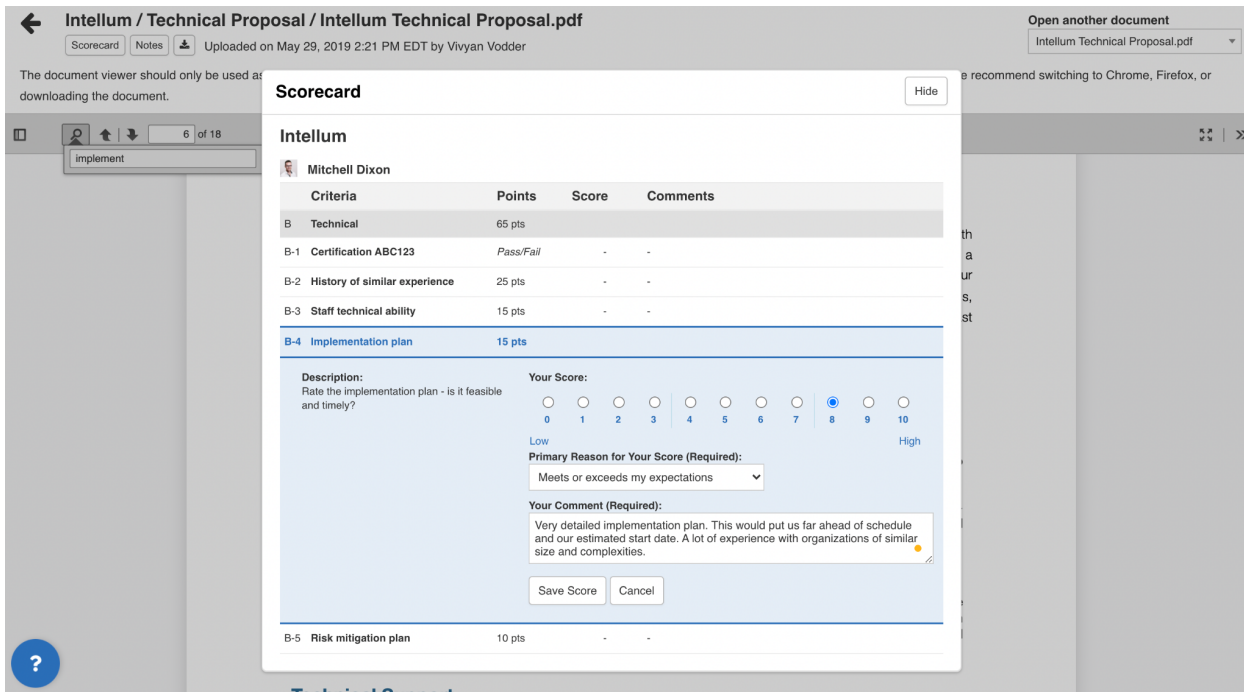 Intellum / Technical Proposal / Intellum Technical Proposal.pdf
Open another document
Scorecard Notes Uploaded on May 29, 2019 2:21 PM EDT by Vivyan Vodder
Intellum Technical Proposal.pdf
The document viewer should only be used as
e recommend switching to Chrome, Firefox, or
downloading the document.
Scorecard
Hide
6 of 18
implement
Intellum
Mitchell Dixon
Criteria Points Score Comments
B Technical 65 pts
B-1 Certification ABC123 Pass/Fail - -
B-2 History of similar experience 25 pts - -
B-3 Staff technical ability 15 pts - -
B-4 Implementation plan 15 pts
Description:
Rate the implementation plan - is it feasible
and timely?
Your Score:
0 1 2 3 4 5 6 7 8 9 10
Low High
Primary Reason for Your Score (Required):
Meets or exceeds my expectations
Your Comment (Required):
Very detailed implementation plan. This would put us far ahead of schedule
and our estimated start date. A lot of experience with organizations of similar
size and complexities.
Save Score Cancel
B-5 Risk mitigation plan 10 pts - -
th
a
ur
s,
st
?